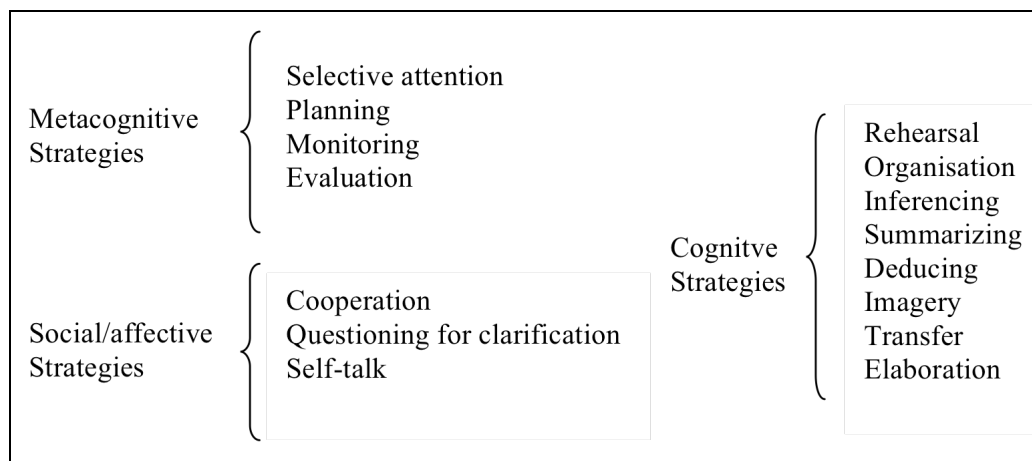 Metacognitive
Strategies
Selective attention
Planning
Monitoring
Evaluation
Social/affective
Strategies
Cooperation
Questioning for clarification
Self-talk
Cognitve
Strategies
Rehearsal
Organisation
Inferencing
Summarizing
Deducing
Imagery
Transfer
Elaboration